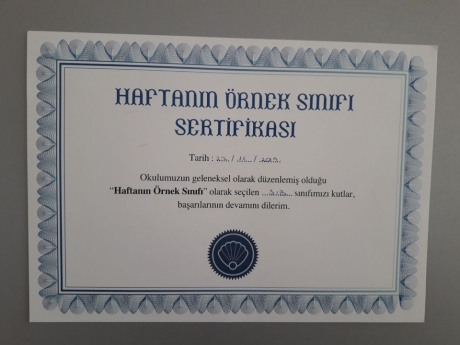 HAFTANIN ÖRNEK SINIFI
SERTİFİKASI
Tarih : / /
Okulumuzun geleneksel olarak düzenlemiş olduğu
“Haftanın Örnek Sınıfı” olarak seçilen sınıfımızı kutlar,
başarılarının devamını dilerim.